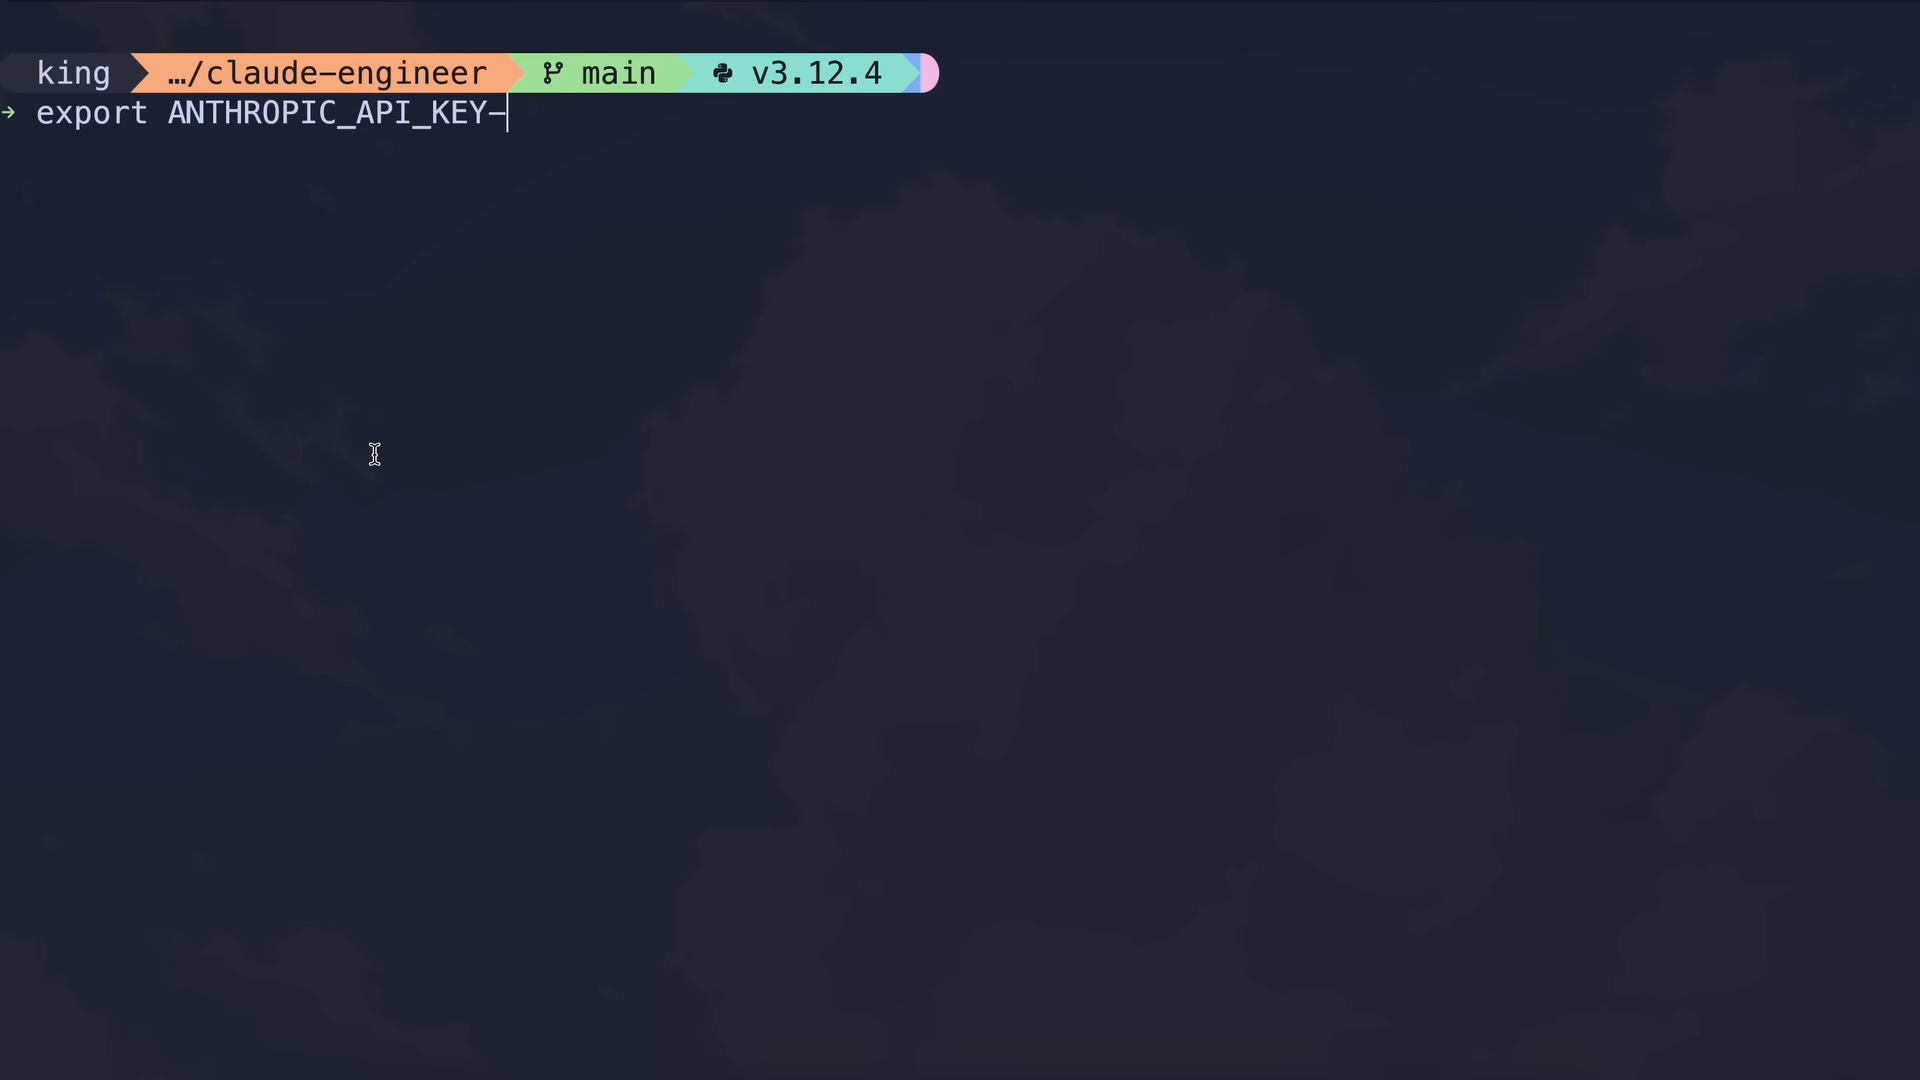 king …/claude-engineer main v3.12.4
→ export ANTHROPIC_API_KEY-